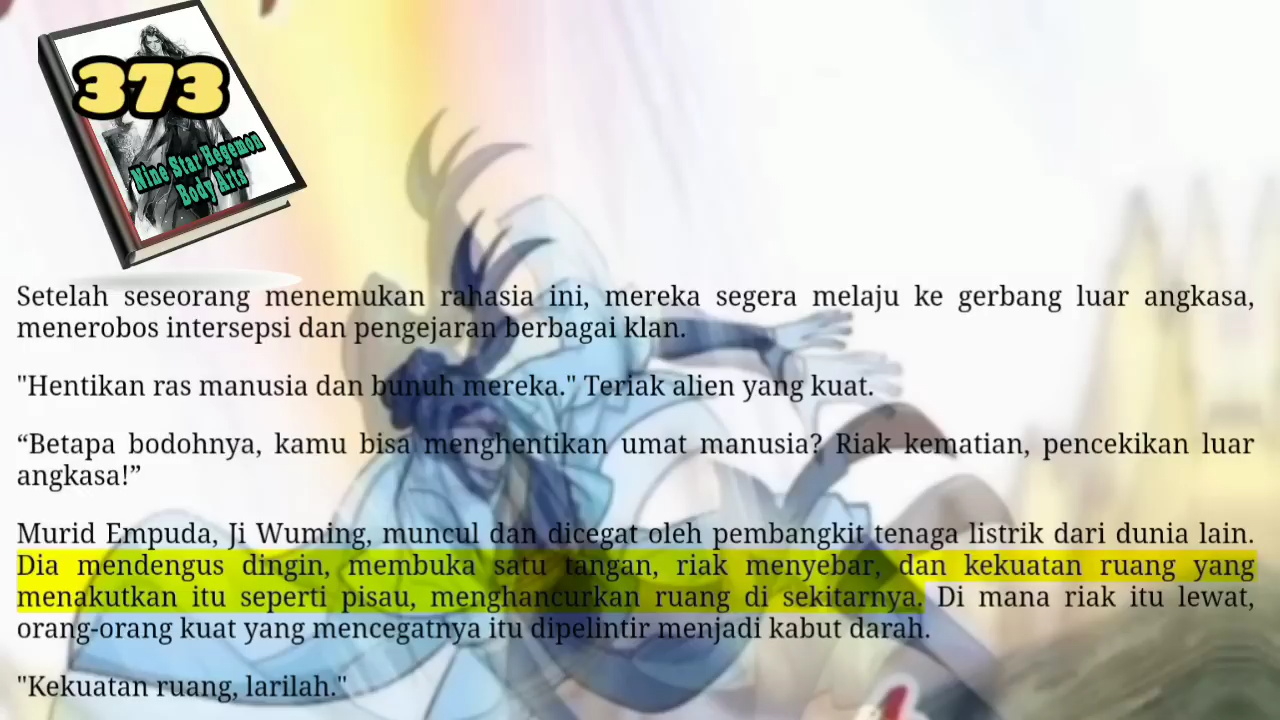 373
Nine Star Hegemon
Body Arts
Setelah seseorang menemukan rahasia ini, mereka segera melaju ke gerbang luar angkasa,
menerobos intersepsi dan pengejaran berbagai klan.
"Hentikan ras manusia dan bunuh mereka." Teriak alien yang kuat.
“Betapa bodohnya, kamu bisa menghentikan umat manusia? Riak kematian, pencekikan luar
angkasa!”
Murid Empuda, Ji Wuming, muncul dan dicegat oleh pembangkit tenaga listrik dari dunia lain.
Dia mendengus dingin, membuka satu tangan, riak menyebar, dan kekuatan ruang yang
menakutkan itu seperti pisau, menghancurkan ruang di sekitarnya. Di mana riak itu lewat,
orang-orang kuat yang mencegatnya itu dipelintir menjadi kabut darah.
"Kekuatan ruang, larilah."